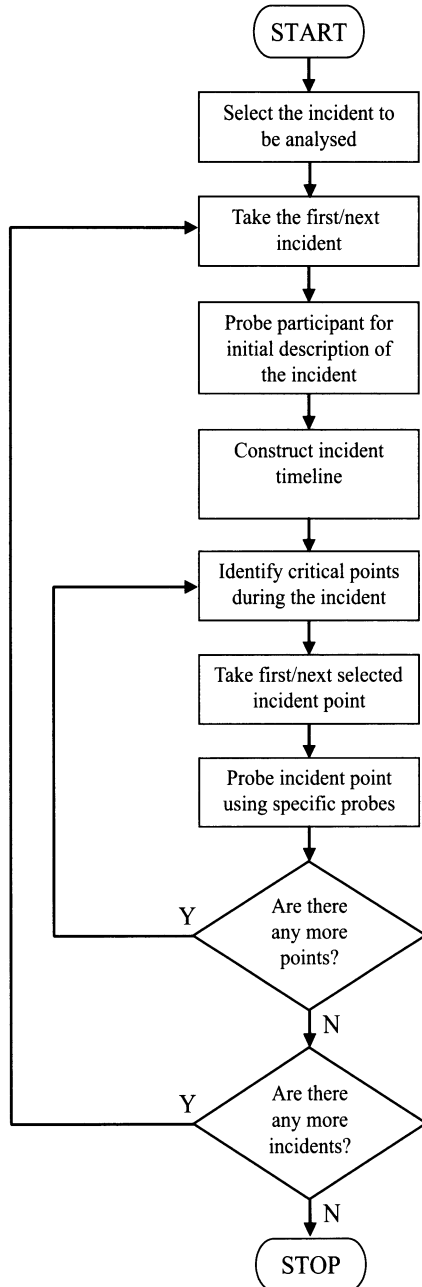 START
Select the incident to
be analysed
Take the first/next
incident
Probe participant for
initial description of
the incident
Construct incident
timeline
Identify critical points
during the incident
Take first/next selected
incident point
Probe incident point
using specific probes
Y
Are there
any more
points?
N
Y
Are there
any more
incidents?
N
STOP